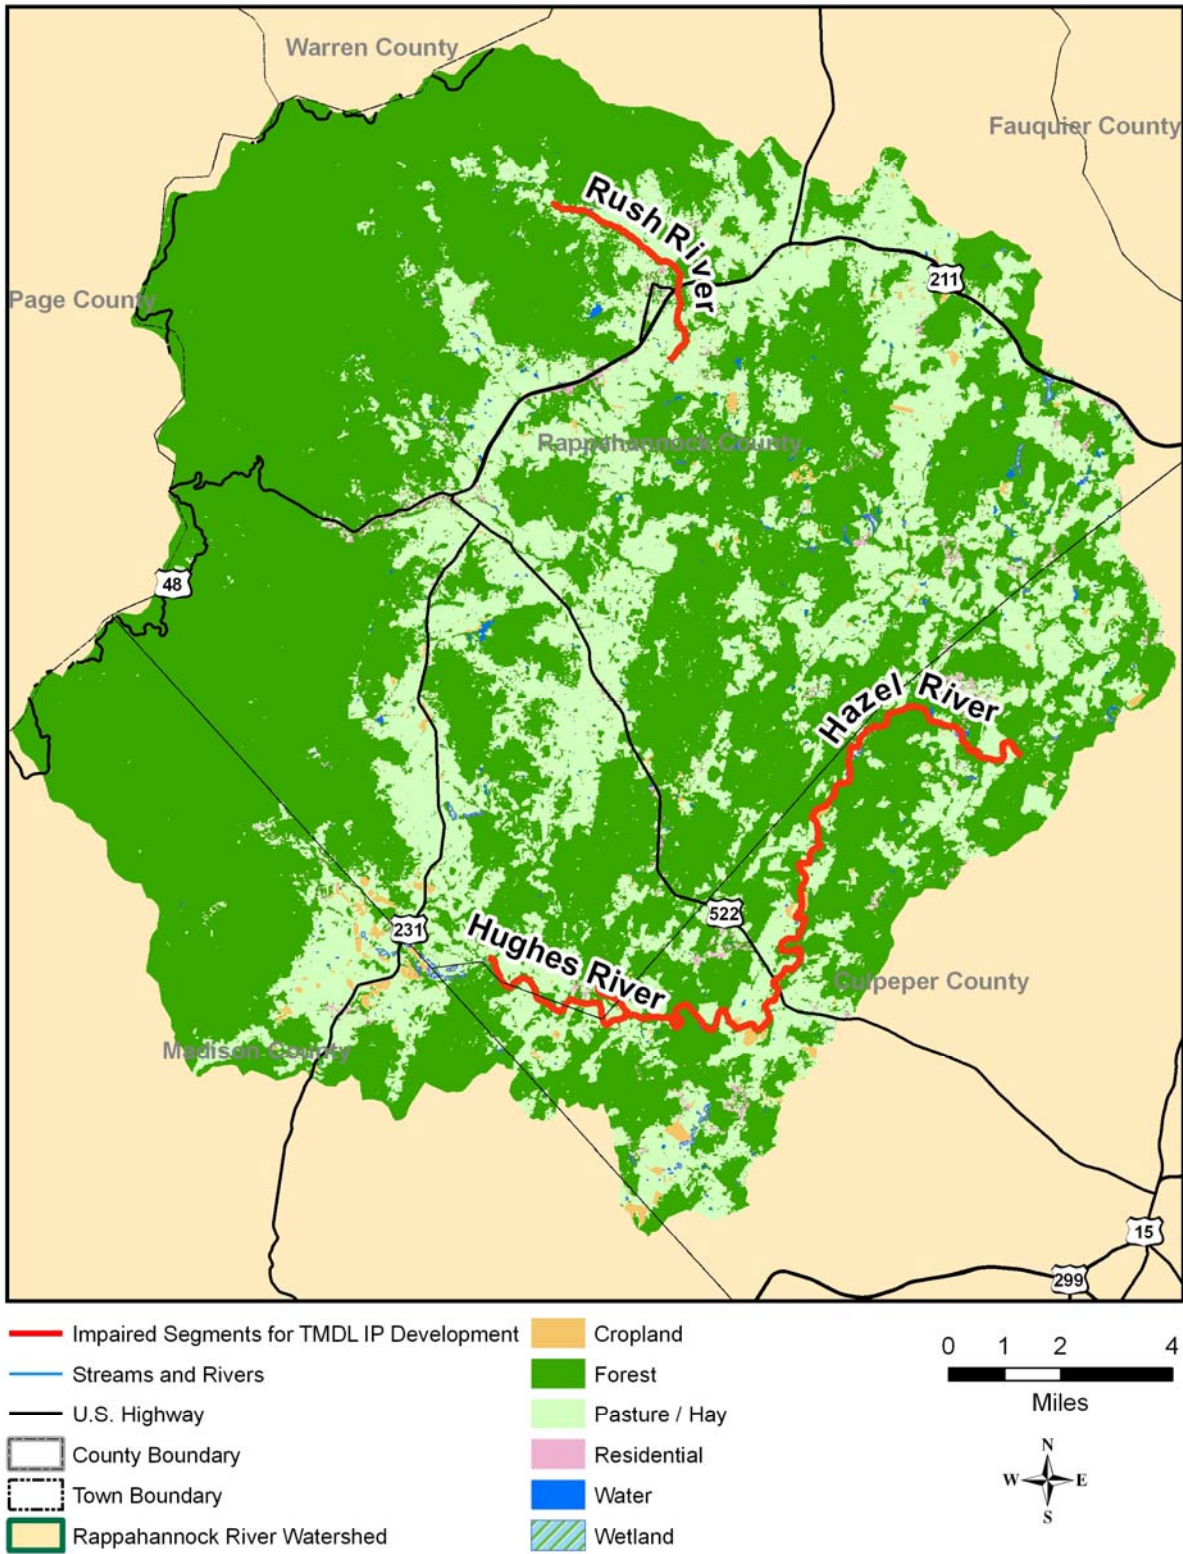 Warren County
Fauquier County
Rush River
Page County
211
Rappahannock County
48
Hazel River
522
231
Hughes River
Culpeper County
Madison County
15
299
Impaired Segments for TMDL IP Development
Streams and Rivers
U.S. Highway
County Boundary
Town Boundary
Rappahannock River Watershed
Cropland
Forest
Pasture / Hay
Residential
Water
Wetland
0 1 2 4
Miles
N
W E
S